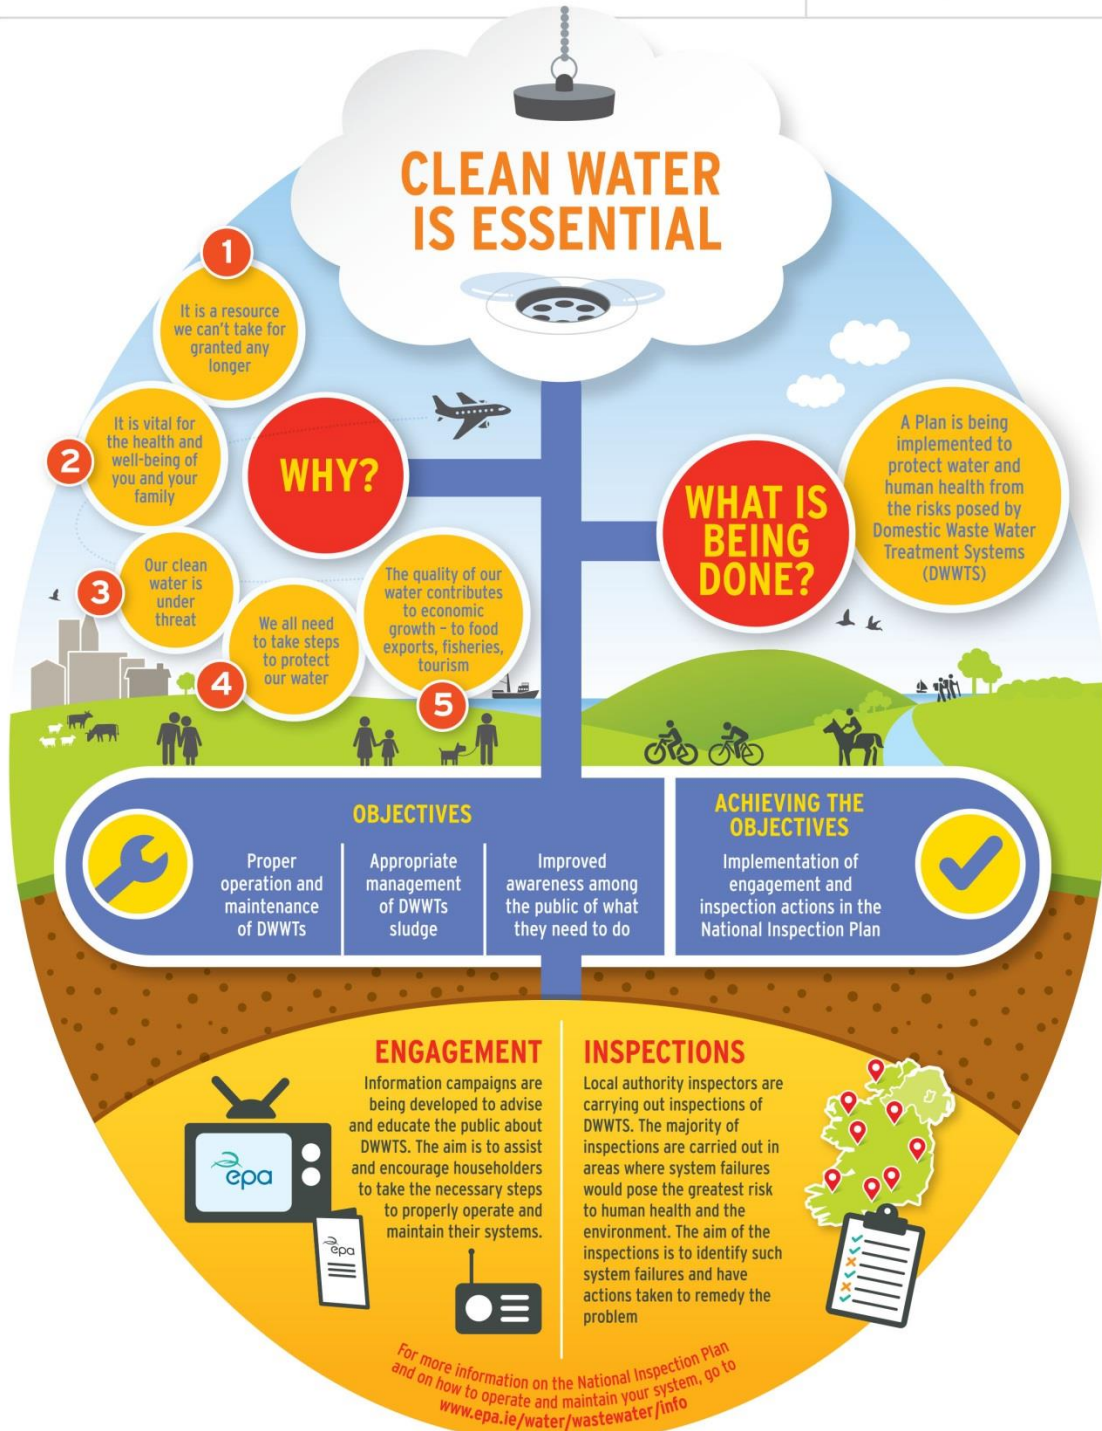 CLEAN WATER
IS ESSENTIAL
1
It is a resource
we can't take for
granted any
longer
2
It is vital for
the health and
well-being of
you and your
family
WHY?
3
Our clean
water is
under
threat
4
We all need
to take steps
to protect
our water
The quality of our
water contributes
to economic
growth – to food
exports, fisheries,
tourism
5
WHAT IS
BEING
DONE?
A Plan is being
implemented to
protect water and
human health from
the risks posed by
Domestic Waste Water
Treatment Systems
(DWWTS)
OBJECTIVES
Proper
operation and
maintenance
of DWWTs
Appropriate
management
of DWWTs
sludge
Improved
awareness among
the public of what
they need to do
ACHIEVING THE
OBJECTIVES
Implementation of
engagement and
inspection actions in the
National Inspection Plan
ENGAGEMENT
Information campaigns are
being developed to advise
and educate the public about
DWWTS. The aim is to assist
and encourage householders
to take the necessary steps
to properly operate and
maintain their systems.
epa
epa
INSPECTIONS
Local authority inspectors are
carrying out inspections of
DWWTS. The majority of
inspections are carried out in
areas where system failures
would pose the greatest risk
to human health and the
environment. The aim of the
inspections is to identify such
system failures and have
actions taken to remedy the
problem
For more information on the National Inspection Plan
and on how to operate and maintain your system, go to
www.epa.ie/water/wastewater/info